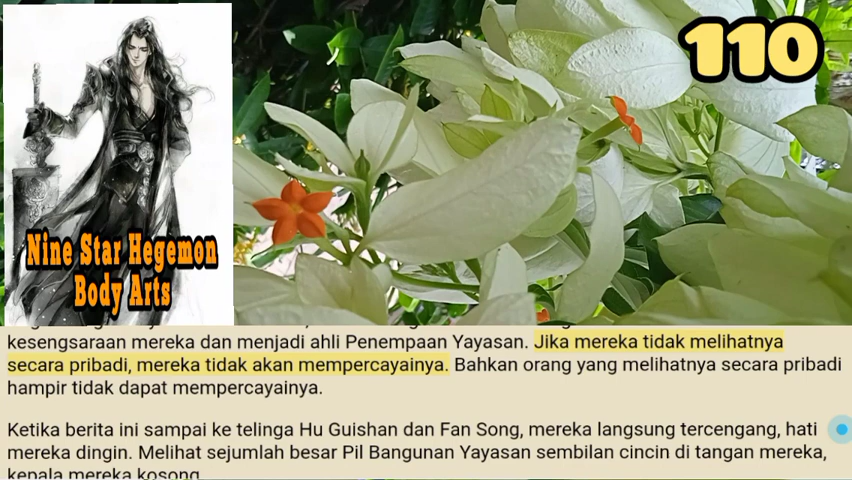 110
Nine Star Hegemon
Body Arts
kesengsaraan mereka dan menjadi ahli Penempaan Yayasan. Jika mereka tidak melihatnya
secara pribadi, mereka tidak akan mempercayainya. Bahkan orang yang melihatnya secara pribadi
hampir tidak dapat mempercayainya.
Ketika berita ini sampai ke telinga Hu Guishan dan Fan Song, mereka langsung tercengang, hati
mereka dingin. Melihat sejumlah besar Pil Bangunan Yayasan sembilan cincin di tangan mereka,
kepala mereka kosong.